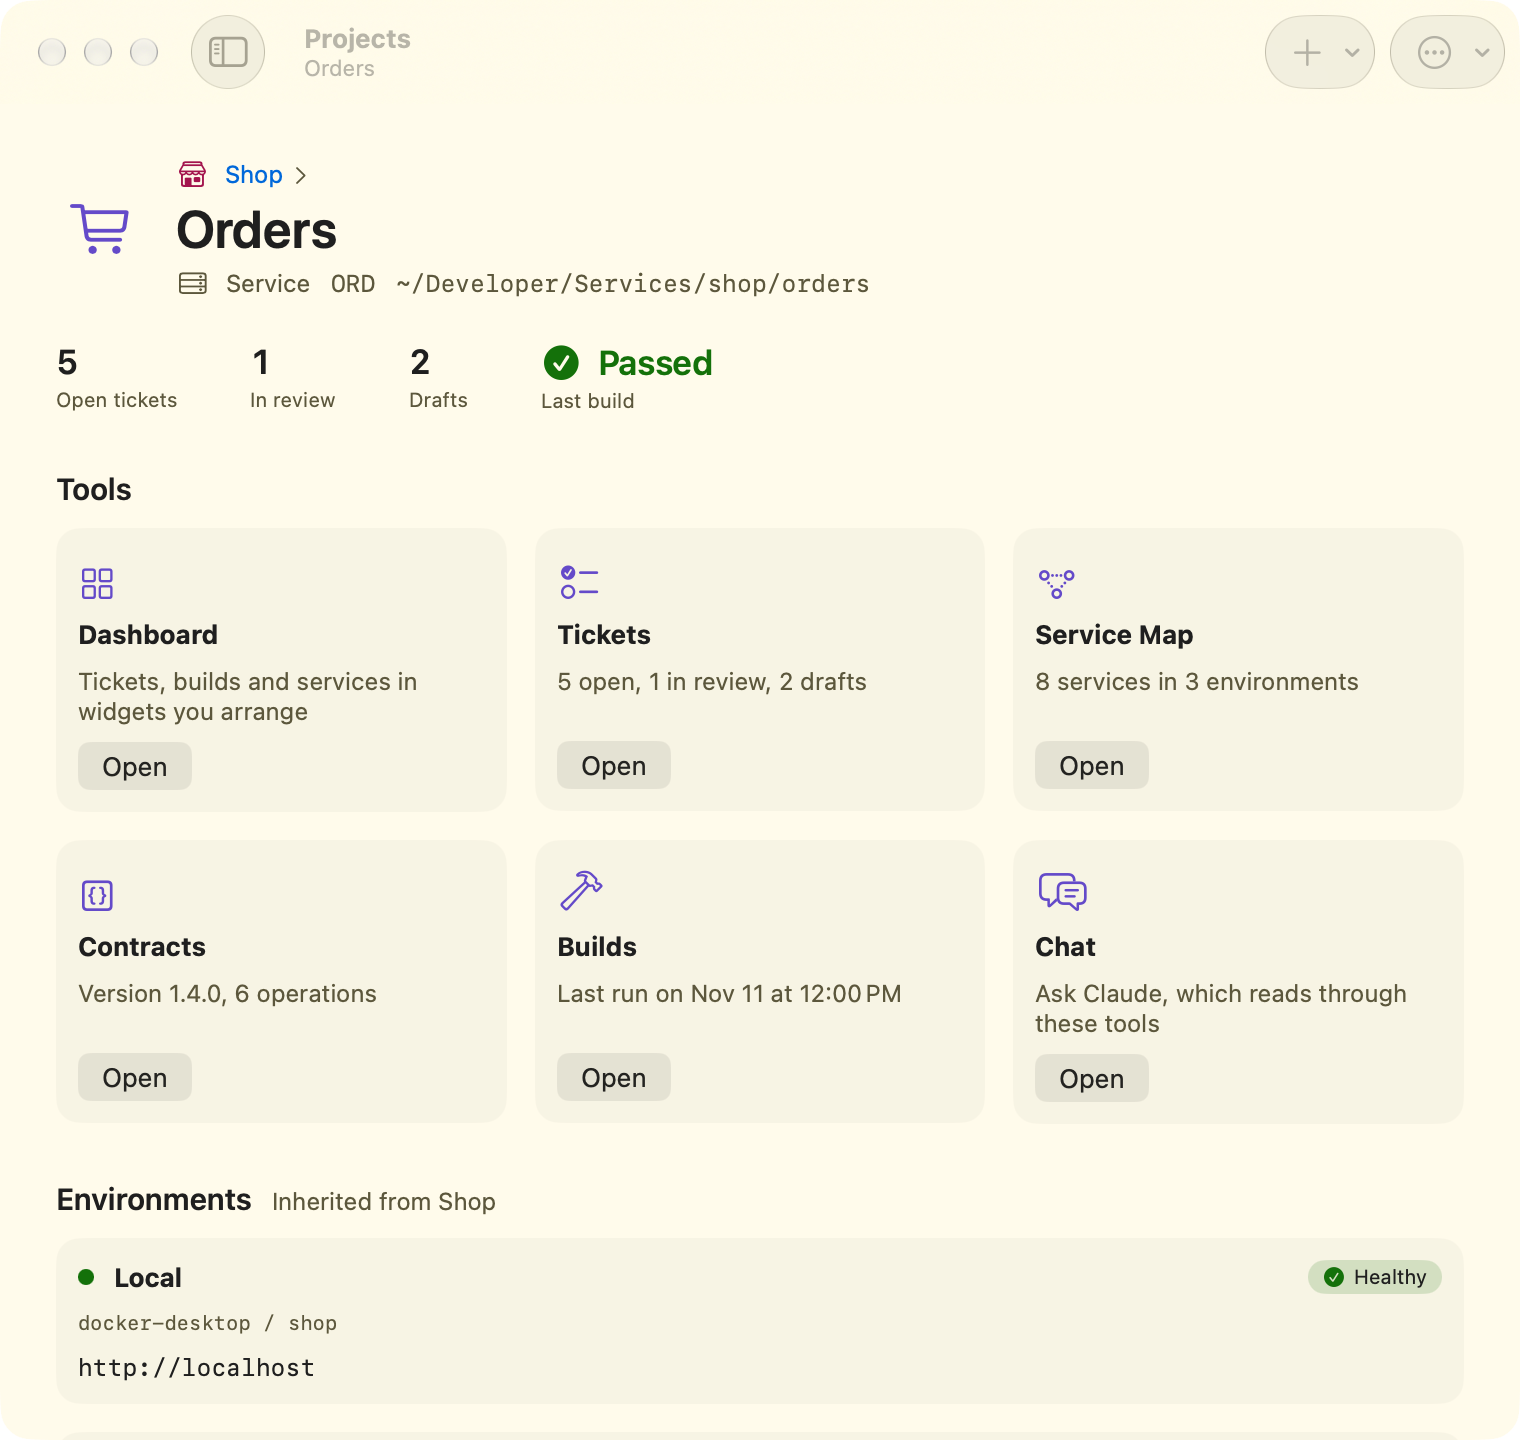 Projects
Orders
Shop
Orders
Service ORD ~/Developer/Services/shop/orders
5
Open tickets
1
In review
2
Drafts
Passed
Last build
Tools
Dashboard
Tickets, builds and services in
widgets you arrange
Open
Tickets
5 open, 1 in review, 2 drafts
Open
Service Map
8 services in 3 environments
Open
Contracts
Version 1.4.0, 6 operations
Open
Builds
Last run on Nov 11 at 12:00 PM
Open
Chat
Ask Claude, which reads through
these tools
Open
Environments Inherited from Shop
Local
Healthy
docker-desktop / shop
http://localhost